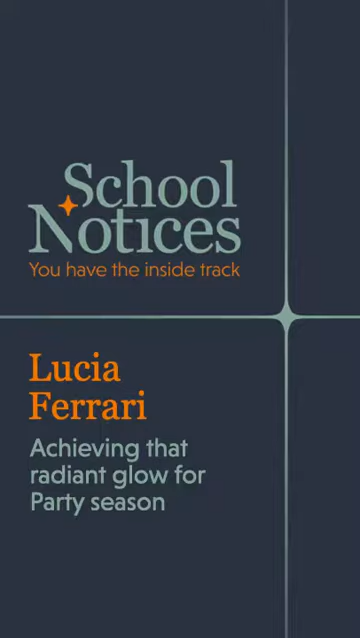 School
Notices
You have the inside track
Lucia
Ferrari
Achieving that
radiant glow for
Party season